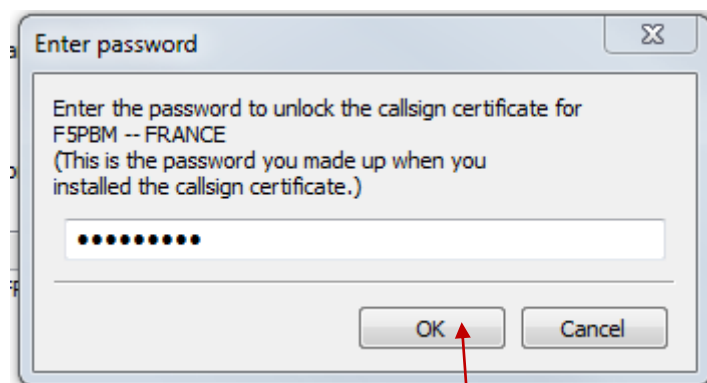 Enter password
Enter the password to unlock the callsign certificate for
F5PBM -- FRANCE
(This is the password you made up when you
installed the callsign certificate.)
•••••••••
OK
Cancel